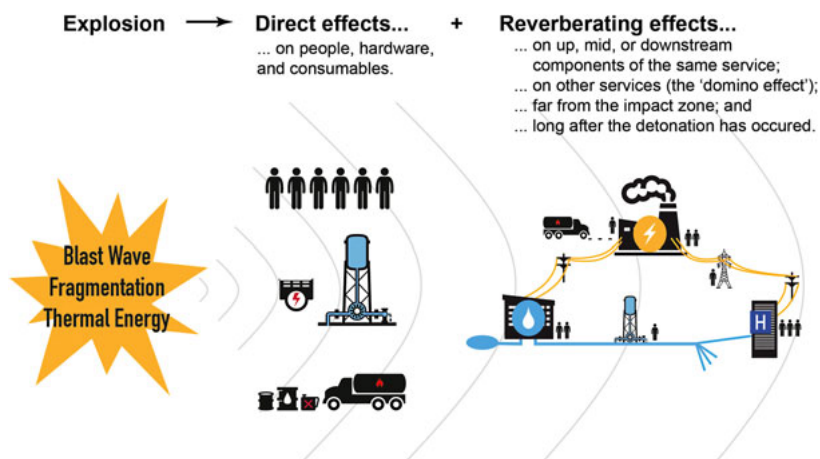 Explosion
Direct effects...
+
Reverberating effects...
... on people, hardware,
and consumables.
... on up, mid, or downstream
components of the same service;
... on other services (the ‘domino effect’);
... far from the impact zone; and
... long after the detonation has occured.
Blast Wave
Fragmentation
Thermal Energy
H